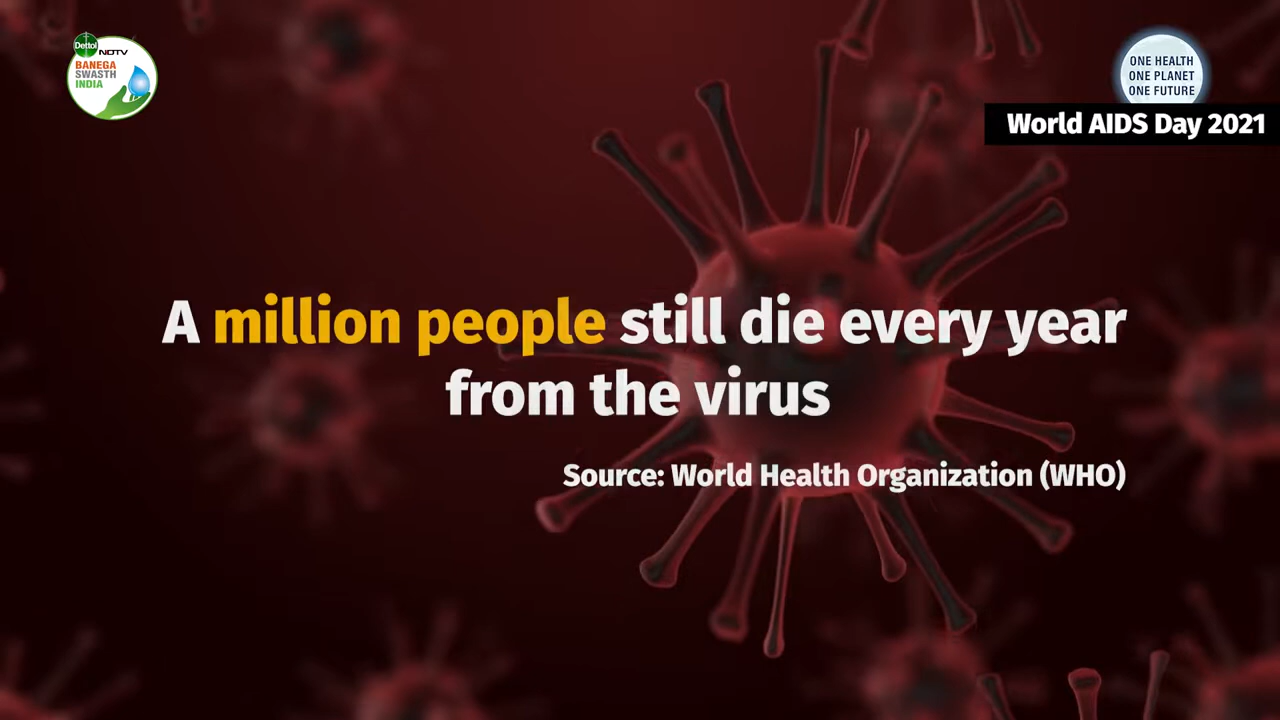 Dettol NDTV
BANEGA
SWASTH
INDIA
ONE HEALTH
ONE PLANET
ONE FUTURE
World AIDS Day 2021
A million people still die every year
from the virus
Source: World Health Organization (WHO)